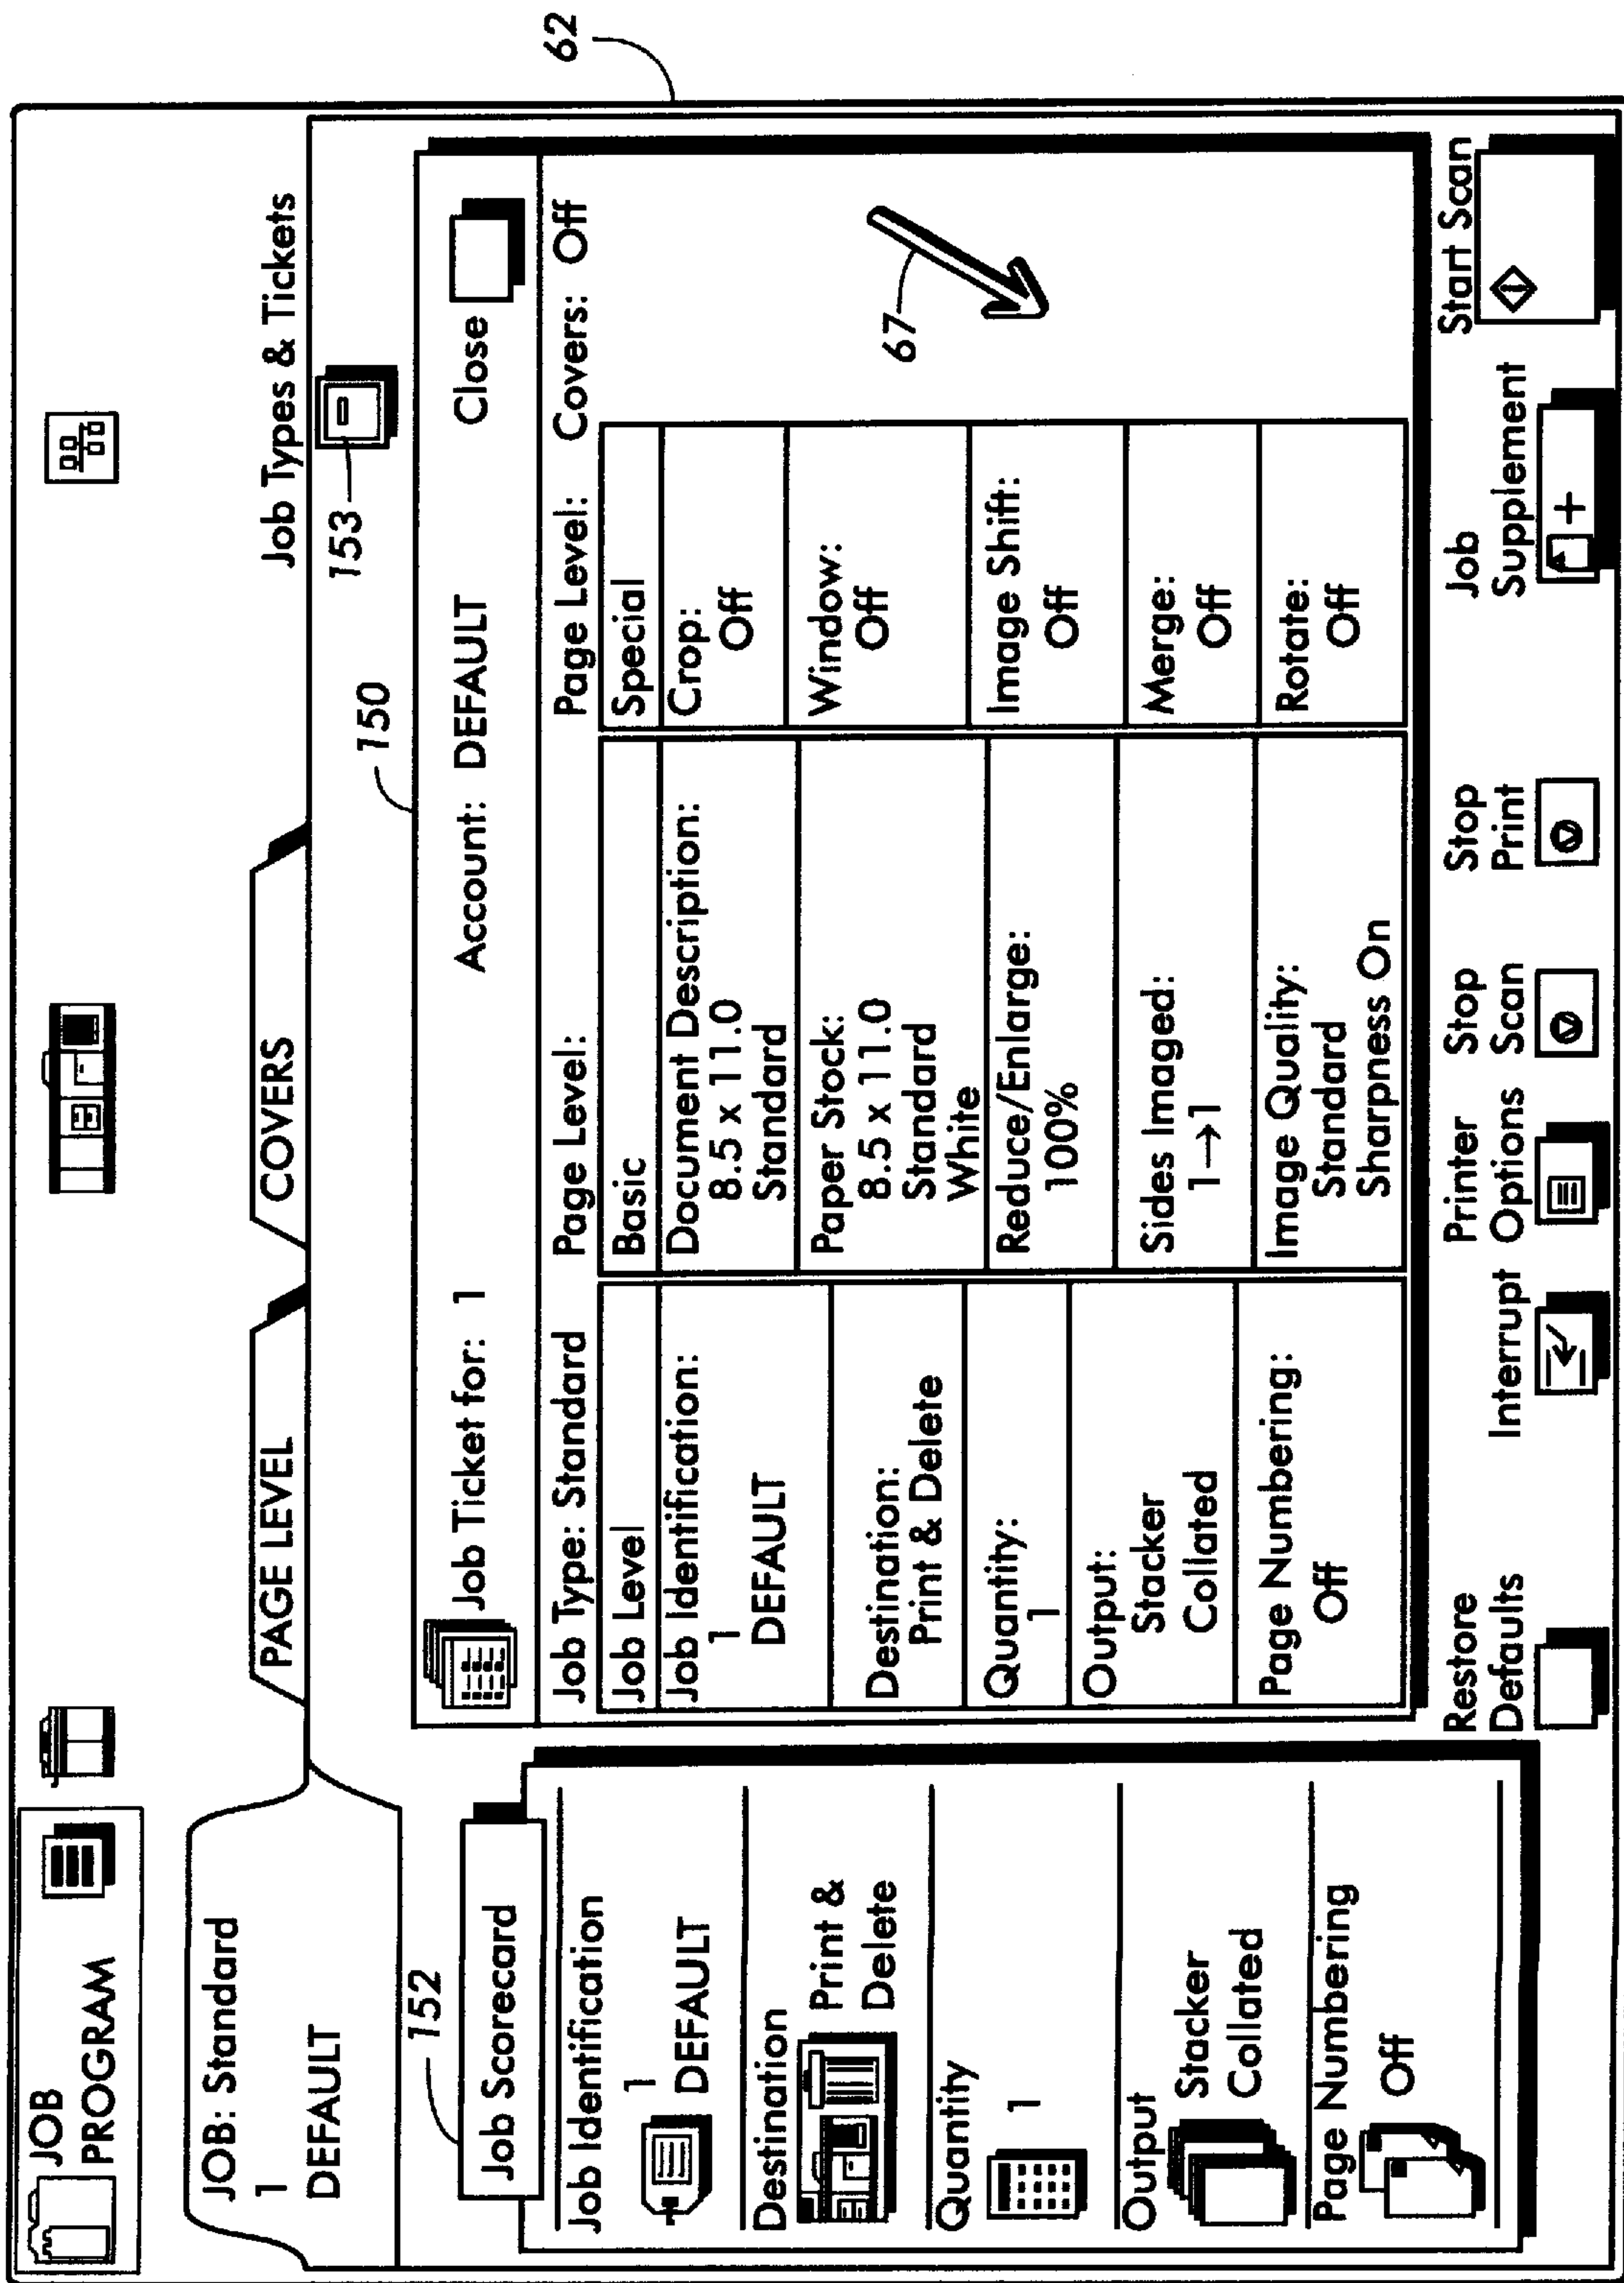 62
JOB
PROGRAM
JOB: Standard
1
DEFAULT
PAGE LEVEL
COVERS
Job Types & Tickets
153
150
152
Job Scorecard
Job Identification
1
DEFAULT
Destination
Print &
Delete
Quantity
1
Output
Stacker
Collated
Page Numbering
Off
Job Ticket for: 1
Account: DEFAULT
Close
Job Type: Standard
Job Level
Job Identification:
1
DEFAULT
Destination:
Print & Delete
Quantity:
1
Output:
Stacker
Collated
Page Numbering:
Off
Page Level:
Basic
Document Description:
8.5 x 11.0
Standard
Paper Stock:
8.5 x 11.0
Standard
White
Reduce/Enlarge:
100%
Sides Imaged:
1→1
Image Quality:
Standard
Sharpness On
Page Level:
Special
Crop:
Off
Window:
Off
Image Shift:
Off
Merge:
Off
Rotate:
Off
Covers: Off
67
Restore
Defaults
Interrupt
Printer
Options
Stop
Scan
Stop
Print
Job
Supplement
Start Scan